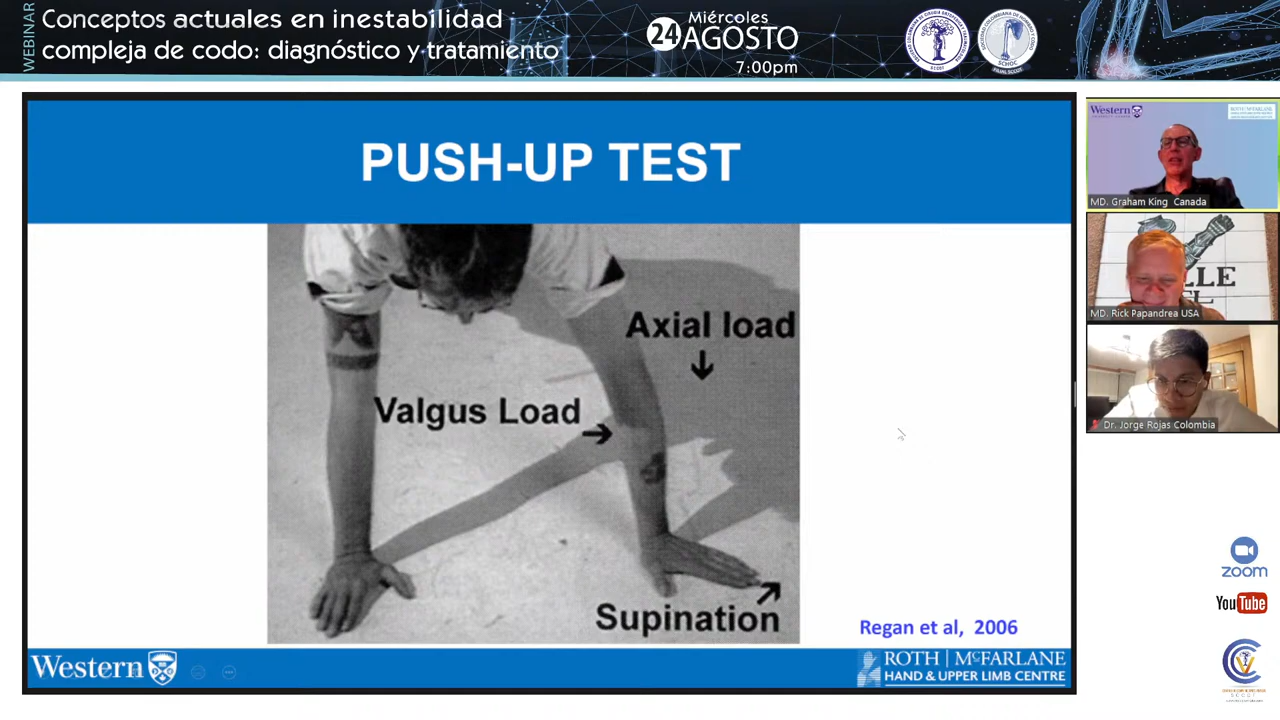 WEBINAR
Conceptos actuales en inestabilidad
compleja de codo: diagnóstico y tratamiento
Miércoles
24 AGOSTO
7:00pm
PUSH-UP TEST
Axial load
Valgus Load
Supination
Regan et al, 2006
Western
ROTH | McFARLANE
HAND & UPPER LIMB CENTRE
Western
MD. Graham King Canada
MD. Rick Papandrea USA
Dr. Jorge Rojas Colombia
zoom
YouTube